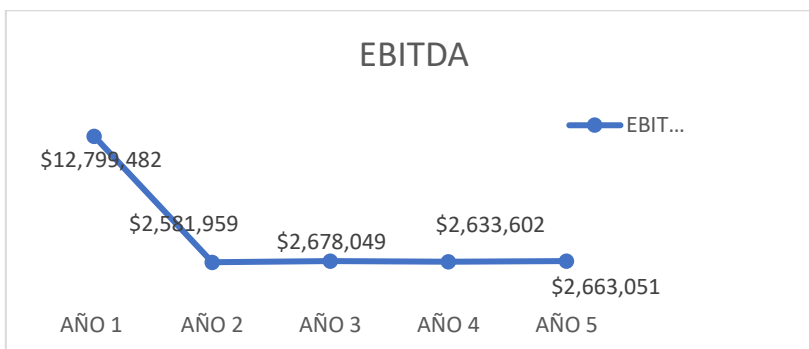 EBITDA
EBIT...
$12,799,482
$2,581,959
$2,678,049
$2,633,602
$2,663,051
AÑO 1 AÑO 2 AÑO 3 AÑO 4 AÑO 5